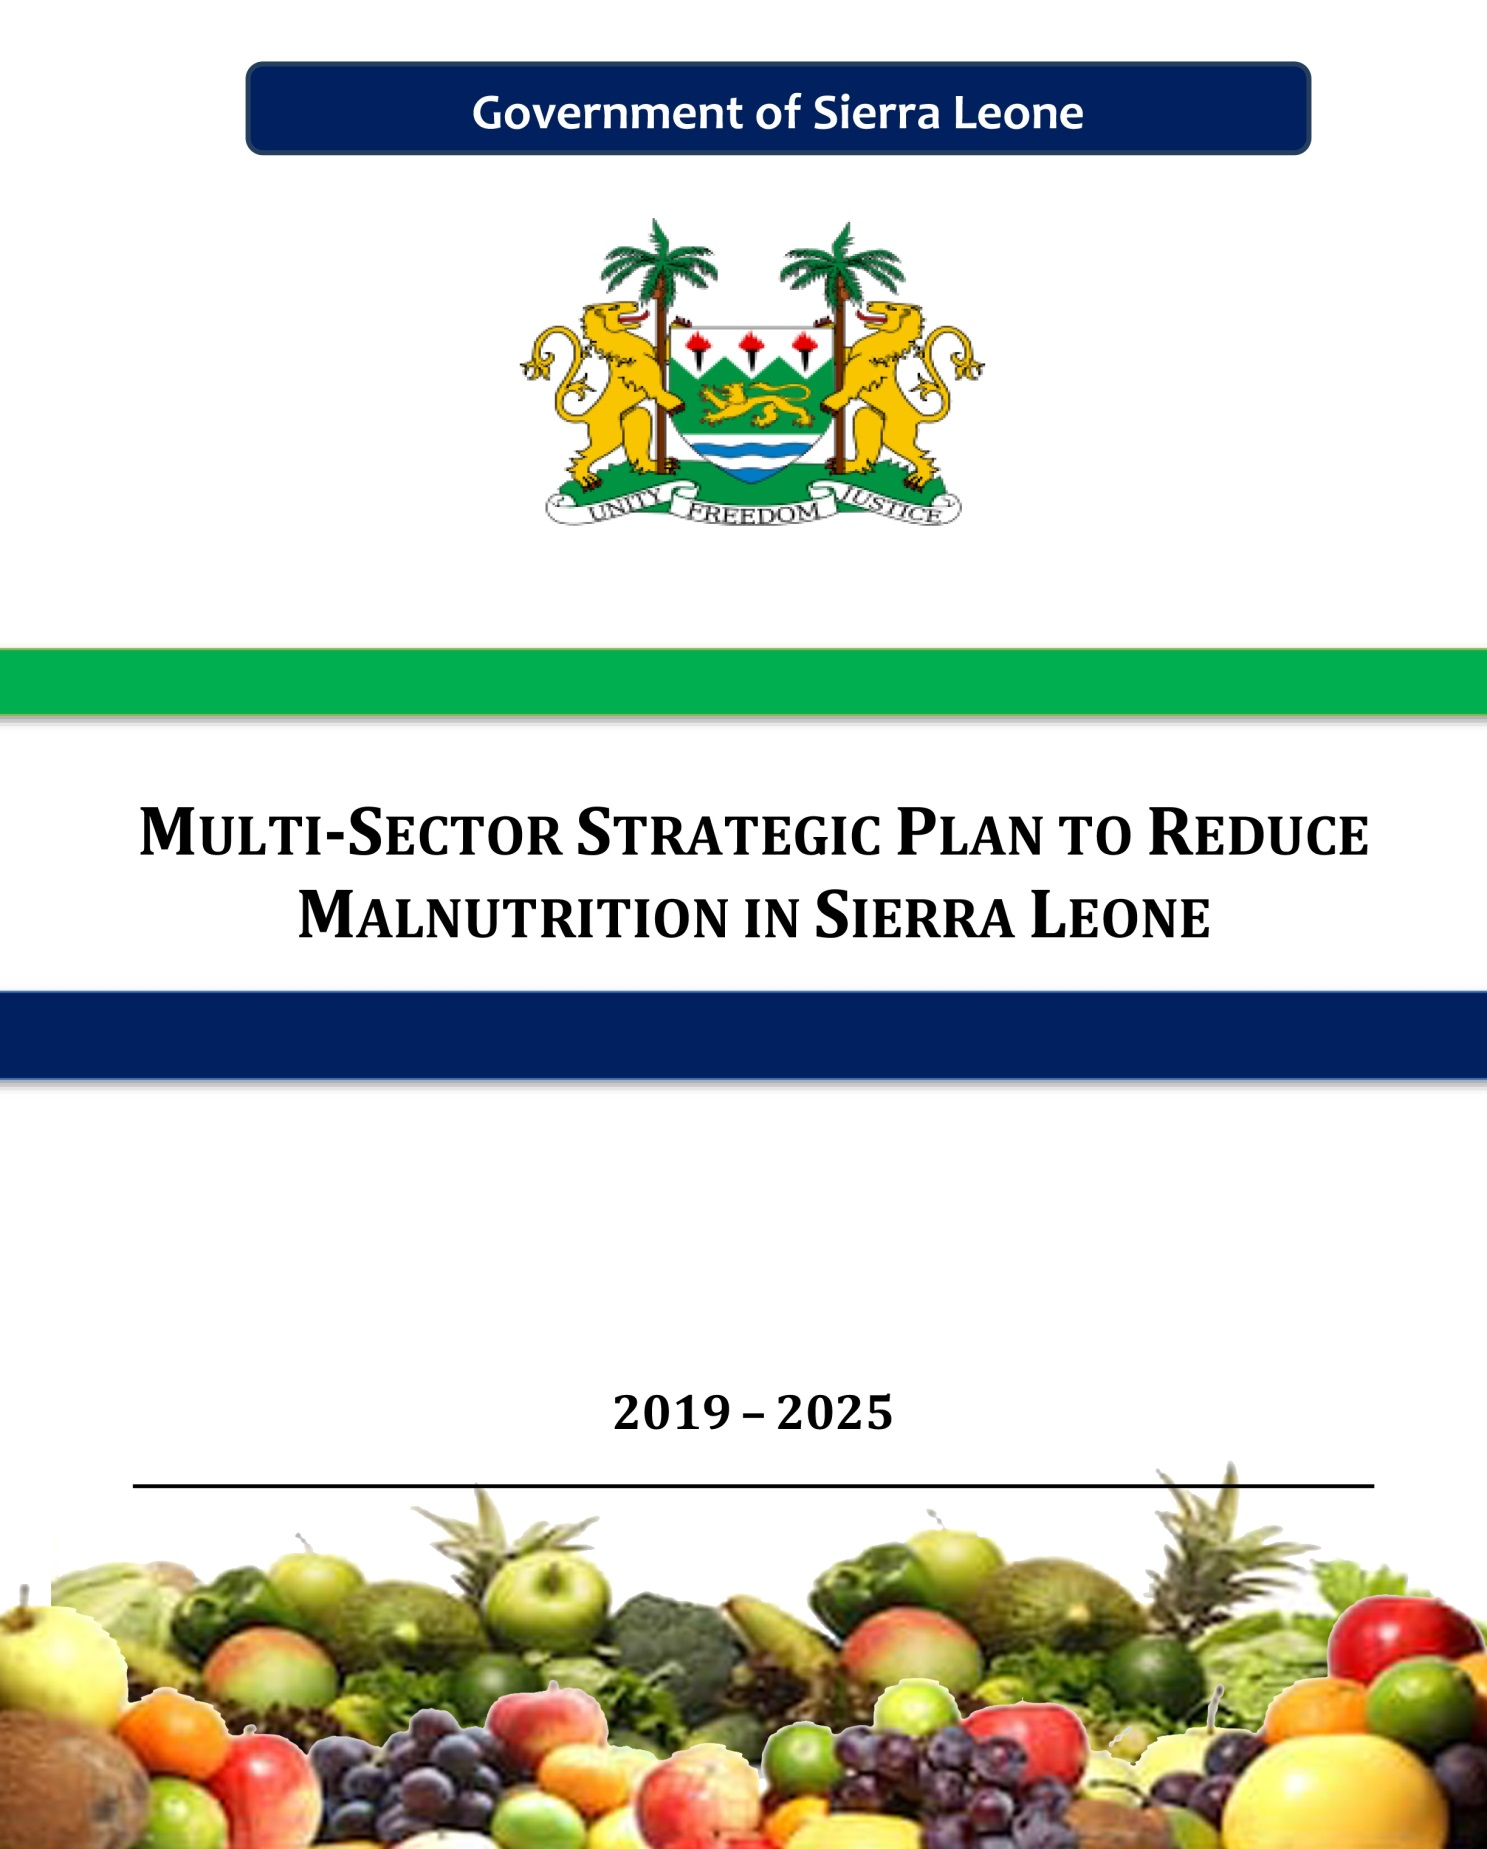 Government of Sierra Leone
UNITY FREEDOM JUSTICE
MULTI-SECTOR STRATEGIC PLAN TO REDUCE
MALNUTRITION IN SIERRA LEONE
2019 – 2025